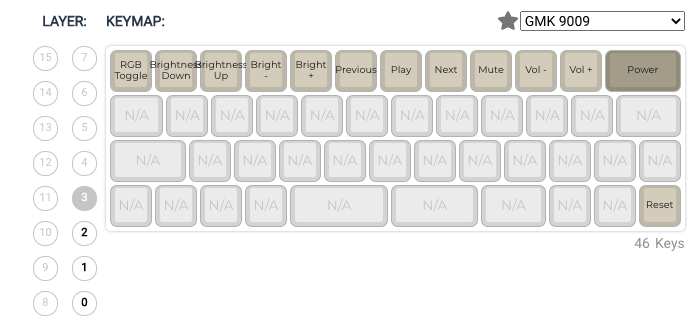 LAYER: KEYMAP: GMK 9009
15 7 RGB Toggle Brightness Down Brightness Up Bright - Bright + Previous Play Next Mute Vol - Vol + Power
14 6 N/A N/A N/A N/A N/A N/A N/A N/A N/A N/A N/A N/A
13 5
12 4 N/A N/A N/A N/A N/A N/A N/A N/A N/A N/A N/A N/A
11 3 N/A N/A N/A N/A N/A N/A N/A N/A N/A Reset
10 2 46 Keys
9 1
8 0